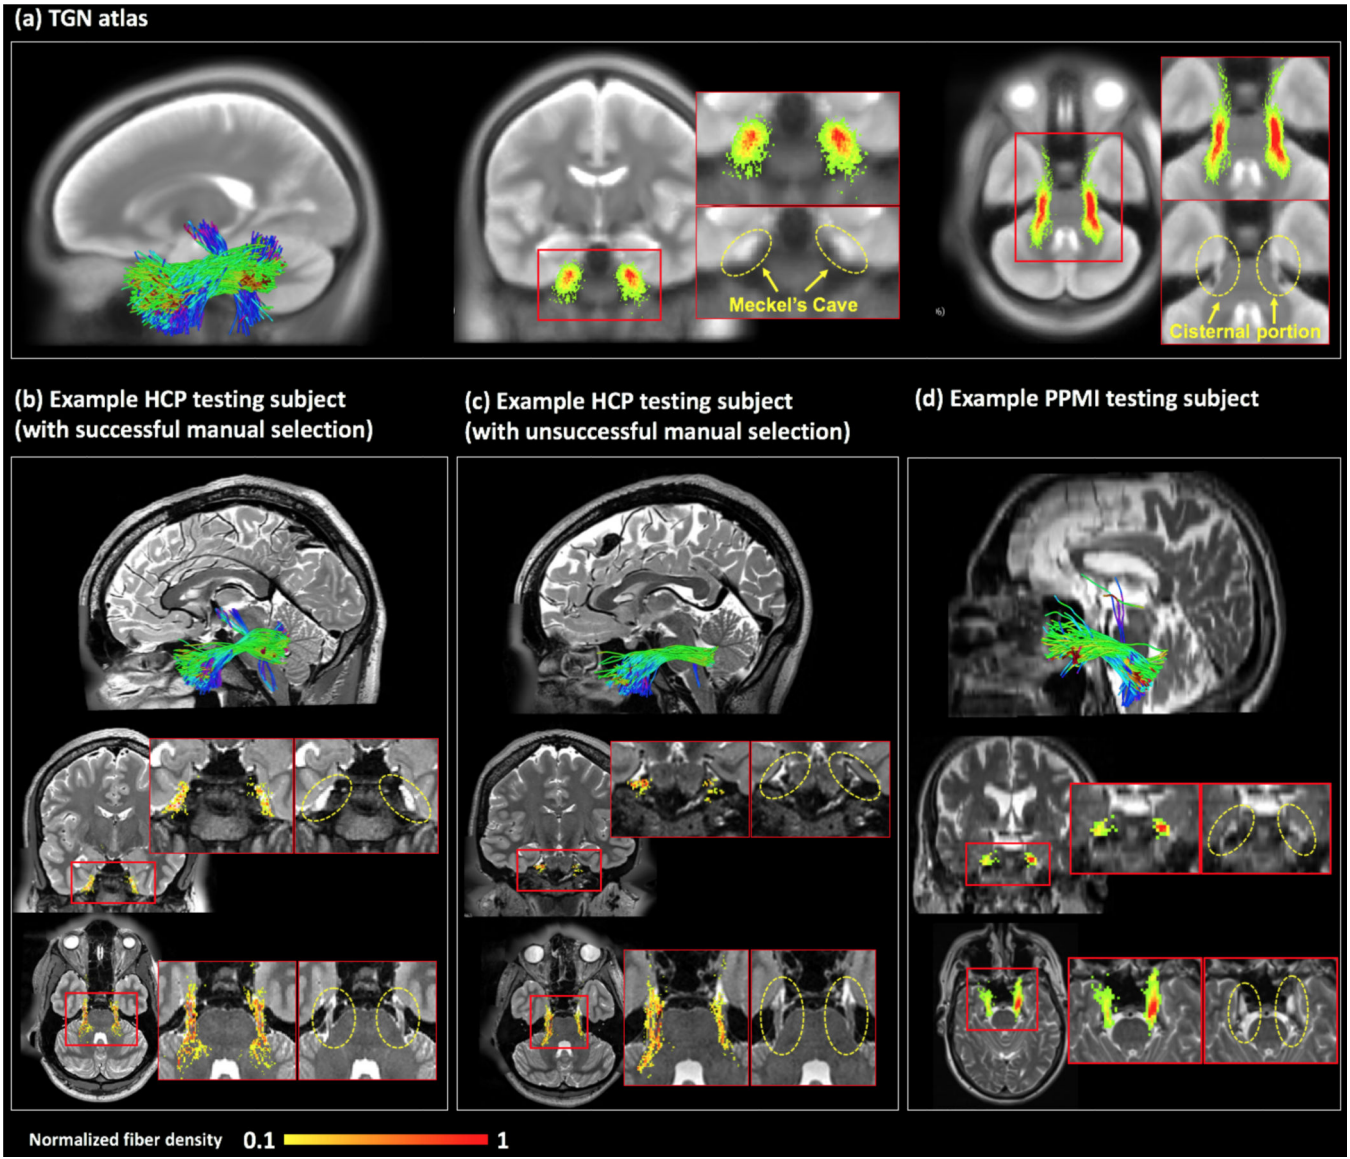 (a) TGN atlas
Meckel's Cave
%)
Cisternal portion
(b) Example HCP testing subject
(with successful manual selection)
(c) Example HCP testing subject
(with unsuccessful manual selection)
(d) Example PPMI testing subject
Normalized fiber density 0.1 1